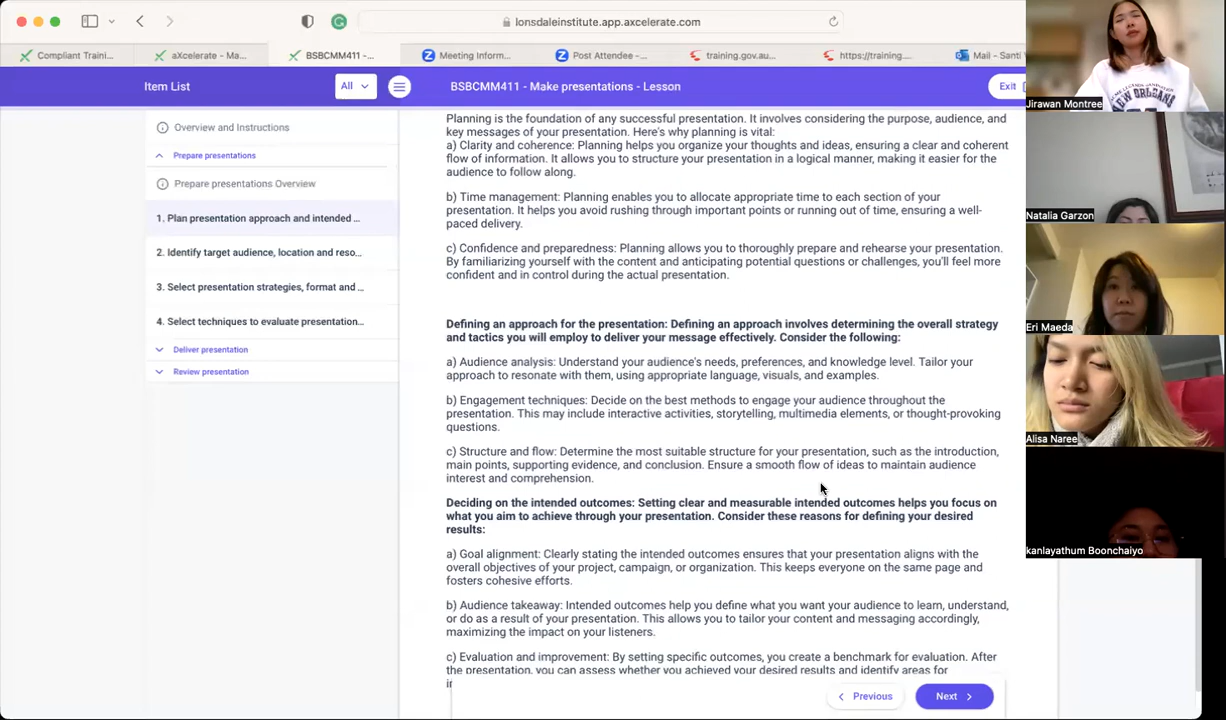 lonsdaleinstitute.app.axcelerate.com
Compliant Traini...
aXcelerate - Ma...
BSBCMM411 -...
Meeting Inform...
Post Attendee -...
training.gov.au...
https://training....
Mail - Santi
Item List
All
BSBCMM411 - Make presentations - Lesson
Exit
Overview and Instructions
Prepare presentations
Prepare presentations Overview
1. Plan presentation approach and intended ...
2. Identify target audience, location and reso...
3. Select presentation strategies, format and ...
4. Select techniques to evaluate presentation...
Deliver presentation
Review presentation
Planning is the foundation of any successful presentation. It involves considering the purpose, audience, and
key messages of your presentation. Here's why planning is vital:
a) Clarity and coherence: Planning helps you organize your thoughts and ideas, ensuring a clear and coherent
flow of information. It allows you to structure your presentation in a logical manner, making it easier for the
audience to follow along.
b) Time management: Planning enables you to allocate appropriate time to each section of your
presentation. It helps you avoid rushing through important points or running out of time, ensuring a well-
paced delivery.
c) Confidence and preparedness: Planning allows you to thoroughly prepare and rehearse your presentation.
By familiarizing yourself with the content and anticipating potential questions or challenges, you'll feel more
confident and in control during the actual presentation.
Defining an approach for the presentation: Defining an approach involves determining the overall strategy
and tactics you will employ to deliver your message effectively. Consider the following:
a) Audience analysis: Understand your audience's needs, preferences, and knowledge level. Tailor your
approach to resonate with them, using appropriate language, visuals, and examples.
b) Engagement techniques: Decide on the best methods to engage your audience throughout the
presentation. This may include interactive activities, storytelling, multimedia elements, or thought-provoking
questions.
c) Structure and flow: Determine the most suitable structure for your presentation, such as the introduction,
main points, supporting evidence, and conclusion. Ensure a smooth flow of ideas to maintain audience
interest and comprehension.
Deciding on the intended outcomes: Setting clear and measurable intended outcomes helps you focus on
what you aim to achieve through your presentation. Consider these reasons for defining your desired
results:
a) Goal alignment: Clearly stating the intended outcomes ensures that your presentation aligns with the
overall objectives of your project, campaign, or organization. This keeps everyone on the same page and
fosters cohesive efforts.
b) Audience takeaway: Intended outcomes help you define what you want your audience to learn, understand,
or do as a result of your presentation. This allows you to tailor your content and messaging accordingly,
maximizing the impact on your listeners.
c) Evaluation and improvement: By setting specific outcomes, you create a benchmark for evaluation. After
the presentation, you can assess whether you achieved your desired results and identify areas for
Previous
Next
NEW ORLEANS
Jirawan Montree
Natalia Garzon
Eri Maeda
Alisa Naree
kanlayathum Boonchaiyo